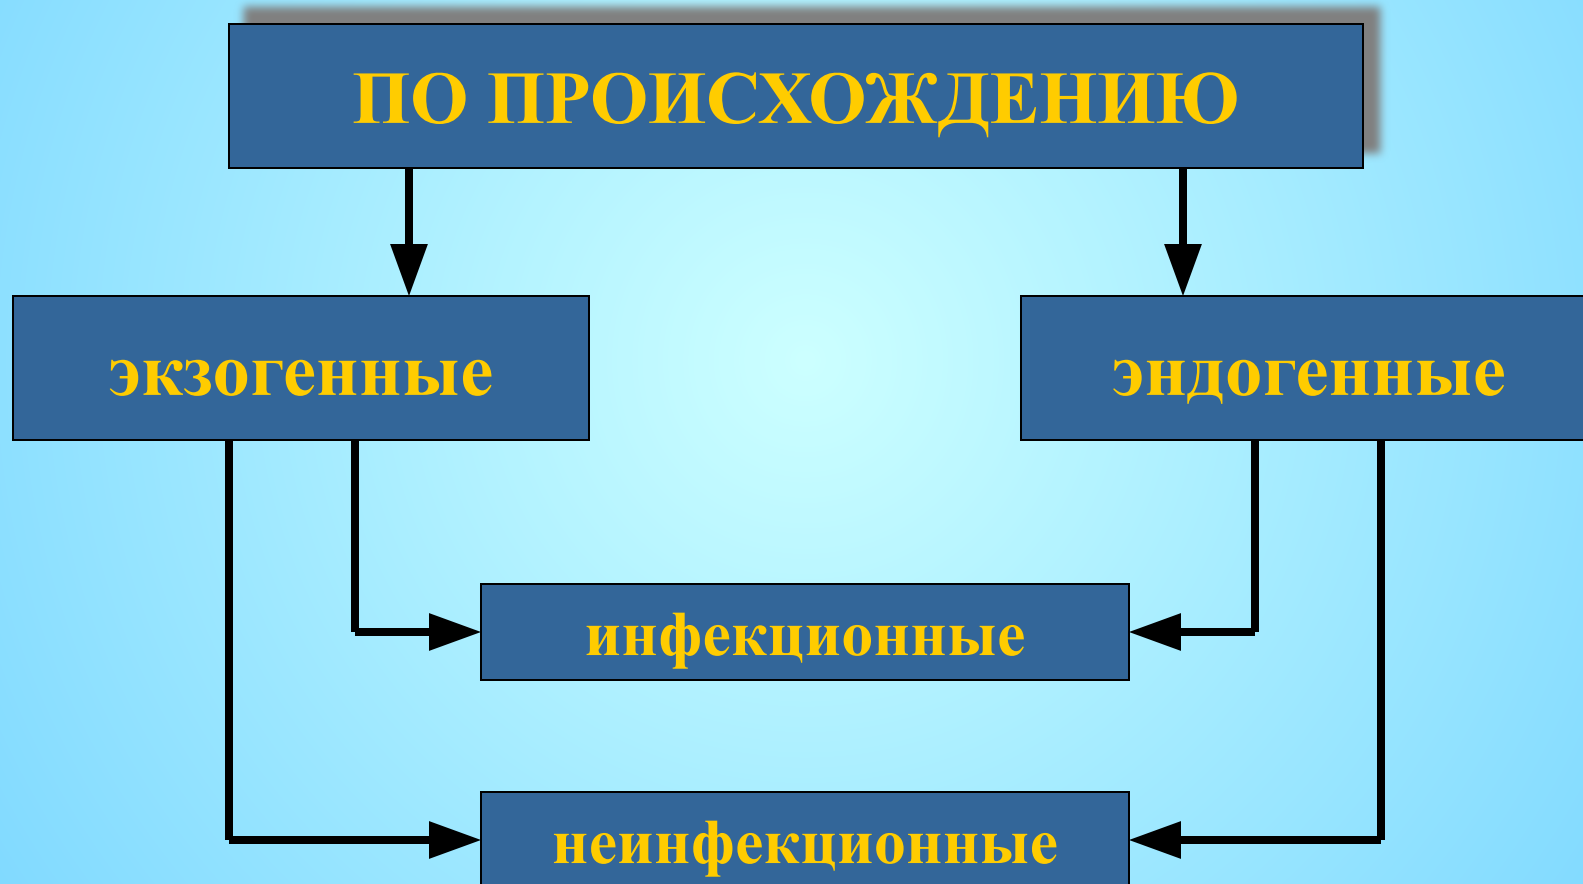 ПО ПРОИСХОЖДЕНИЮ
экзогенные
эндогенные
инфекционные
неинфекционные